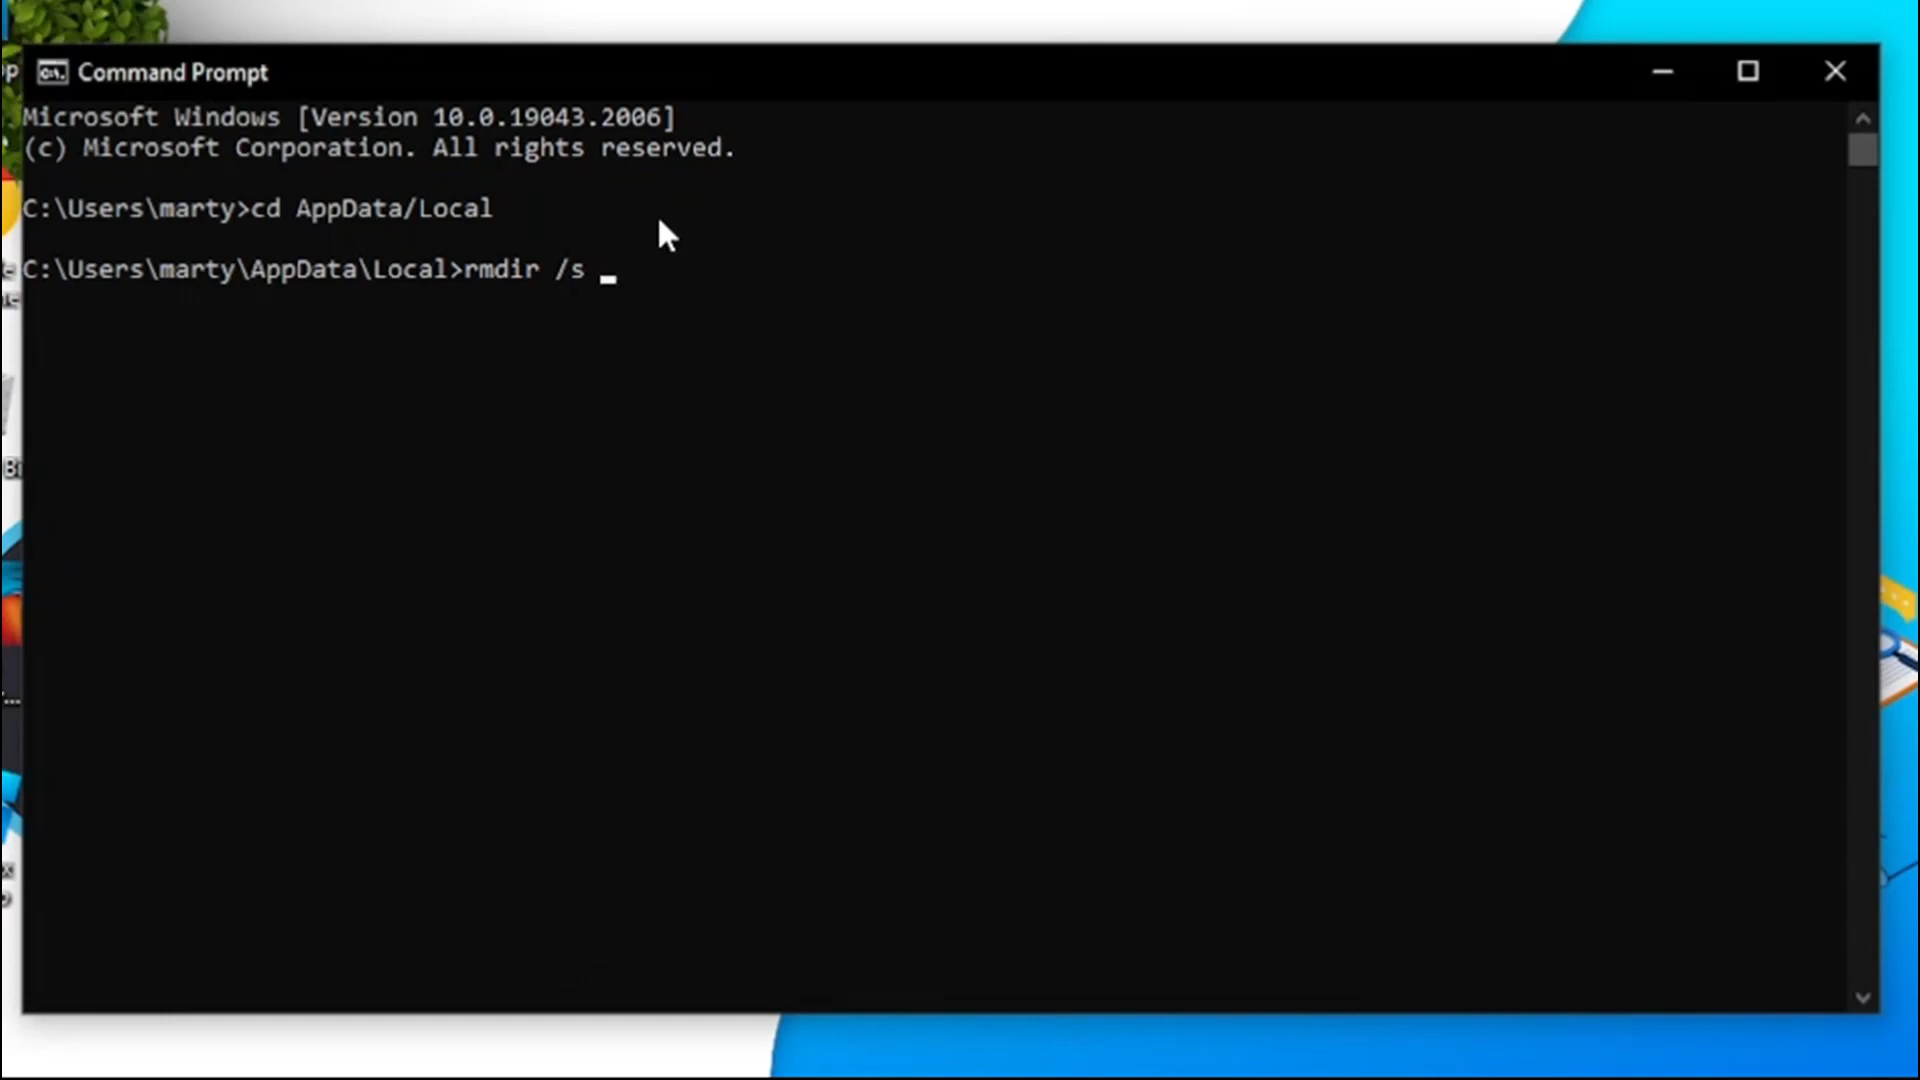 Command Prompt
Microsoft Windows [Version 10.0.19043.2006]
(c) Microsoft Corporation. All rights reserved.
C:\Users\marty>cd AppData/Local
C:\Users\marty\AppData\Local>rmdir /s